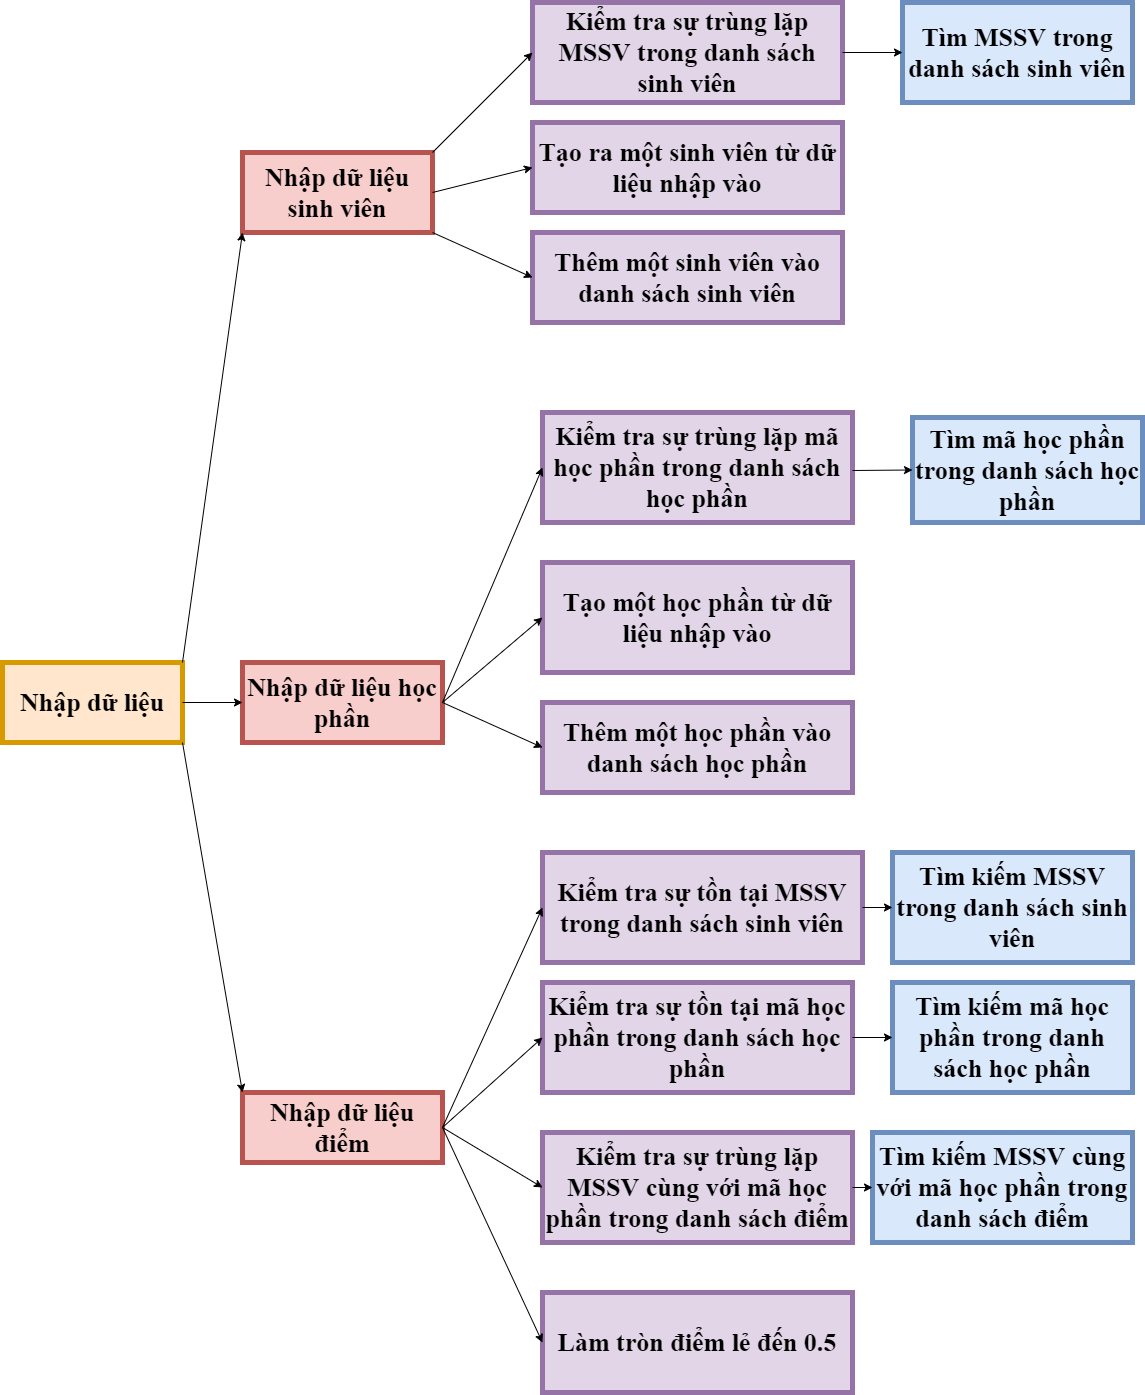 Kiểm tra sự trùng lặp
MSSV trong danh sách
sinh viên
Tìm MSSV trong
danh sách sinh viên
Nhập dữ liệu
sinh viên
Tạo ra một sinh viên từ dữ
liệu nhập vào
Thêm một sinh viên vào
danh sách sinh viên
Kiểm tra sự trùng lặp mã
học phần trong danh sách
học phần
Tìm mã học phần
trong danh sách học
phần
Tạo một học phần từ dữ
liệu nhập vào
Nhập dữ liệu
Nhập dữ liệu học
phần
Thêm một học phần vào
danh sách học phần
Kiểm tra sự tồn tại MSSV
trong danh sách sinh viên
Tìm kiếm MSSV
trong danh sách sinh
viên
Kiểm tra sự tồn tại mã học
phần trong danh sách học
phần
Tìm kiếm mã học
phần trong danh
sách học phần
Nhập dữ liệu
điểm
Kiểm tra sự trùng lặp
MSSV cùng với mã học
phần trong danh sách điểm
Tìm kiếm MSSV cùng
với mã học phần trong
danh sách điểm
Làm tròn điểm lẻ đến 0.5